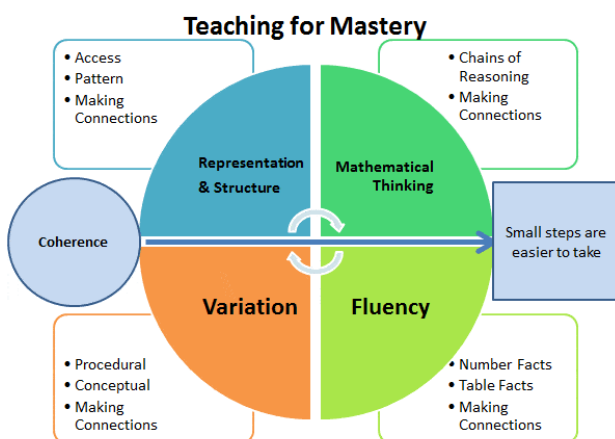 Teaching for Mastery
• Access
• Pattern
• Making
Connections
• Chains of
Reasoning
• Making
Connections
Representation
& Structure
Mathematical
Thinking
Coherence
Small steps are
easier to take
Variation
Fluency
• Procedural
• Conceptual
• Making
Connections
• Number Facts
• Table Facts
• Making
Connections